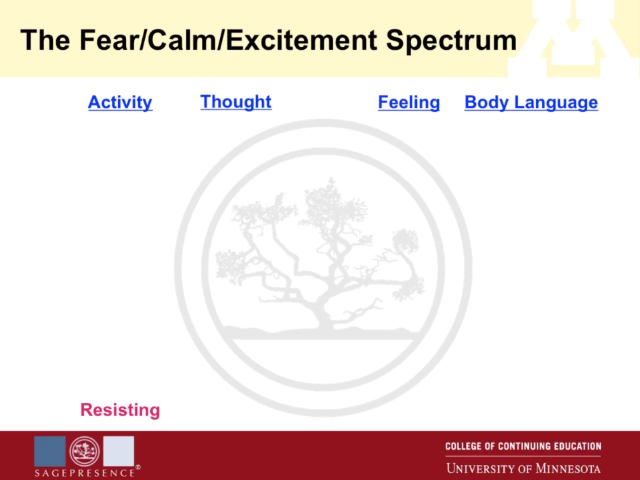 The Fear/Calm/Excitement Spectrum
Activity Thought Feeling Body Language
Resisting
SAGEPRESENCE®
COLLEGE OF CONTINUING EDUCATION
UNIVERSITY OF MINNESOTA